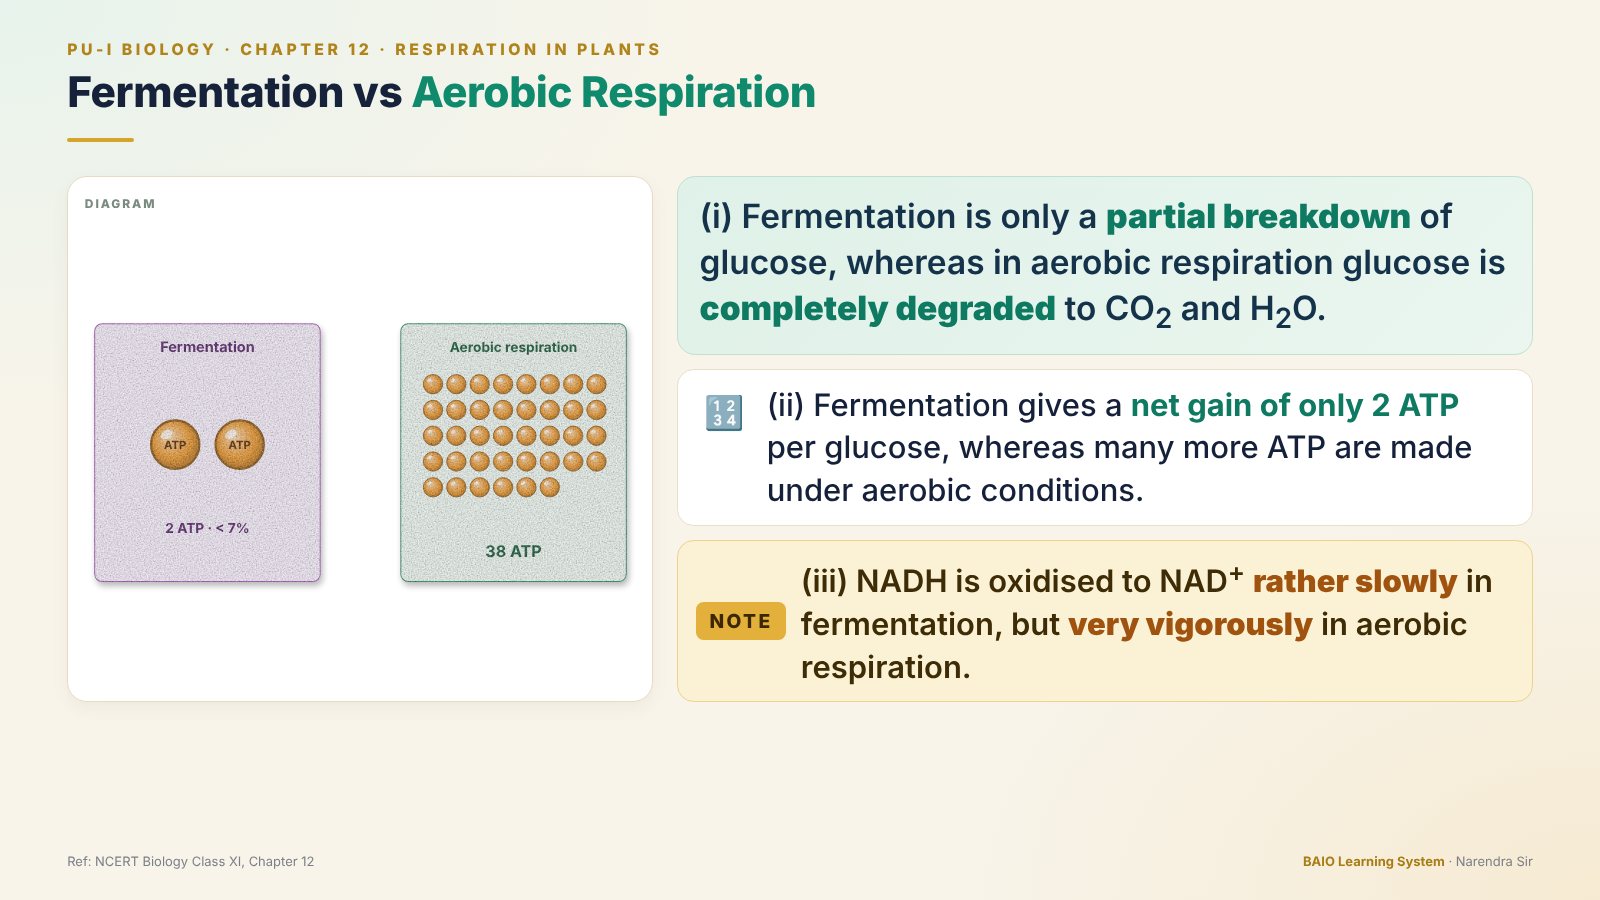 PU-I BIOLOGY · CHAPTER 12 · RESPIRATION IN PLANTS
Fermentation vs Aerobic Respiration
DIAGRAM
Fermentation
ATP ATP
2 ATP · < 7%
Aerobic respiration
38 ATP
(i) Fermentation is only a partial breakdown of
glucose, whereas in aerobic respiration glucose is
completely degraded to CO₂ and H₂O.
1 2
3 4
(ii) Fermentation gives a net gain of only 2 ATP
per glucose, whereas many more ATP are made
under aerobic conditions.
NOTE
(iii) NADH is oxidised to NAD⁺ rather slowly in
fermentation, but very vigorously in aerobic
respiration.
Ref: NCERT Biology Class XI, Chapter 12
BAIO Learning System · Narendra Sir